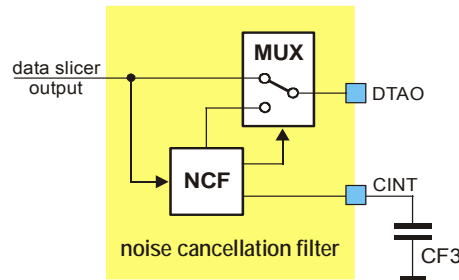 MUX
data slicer
output
DTAO
NCF
CINT
noise cancellation filter
CF3